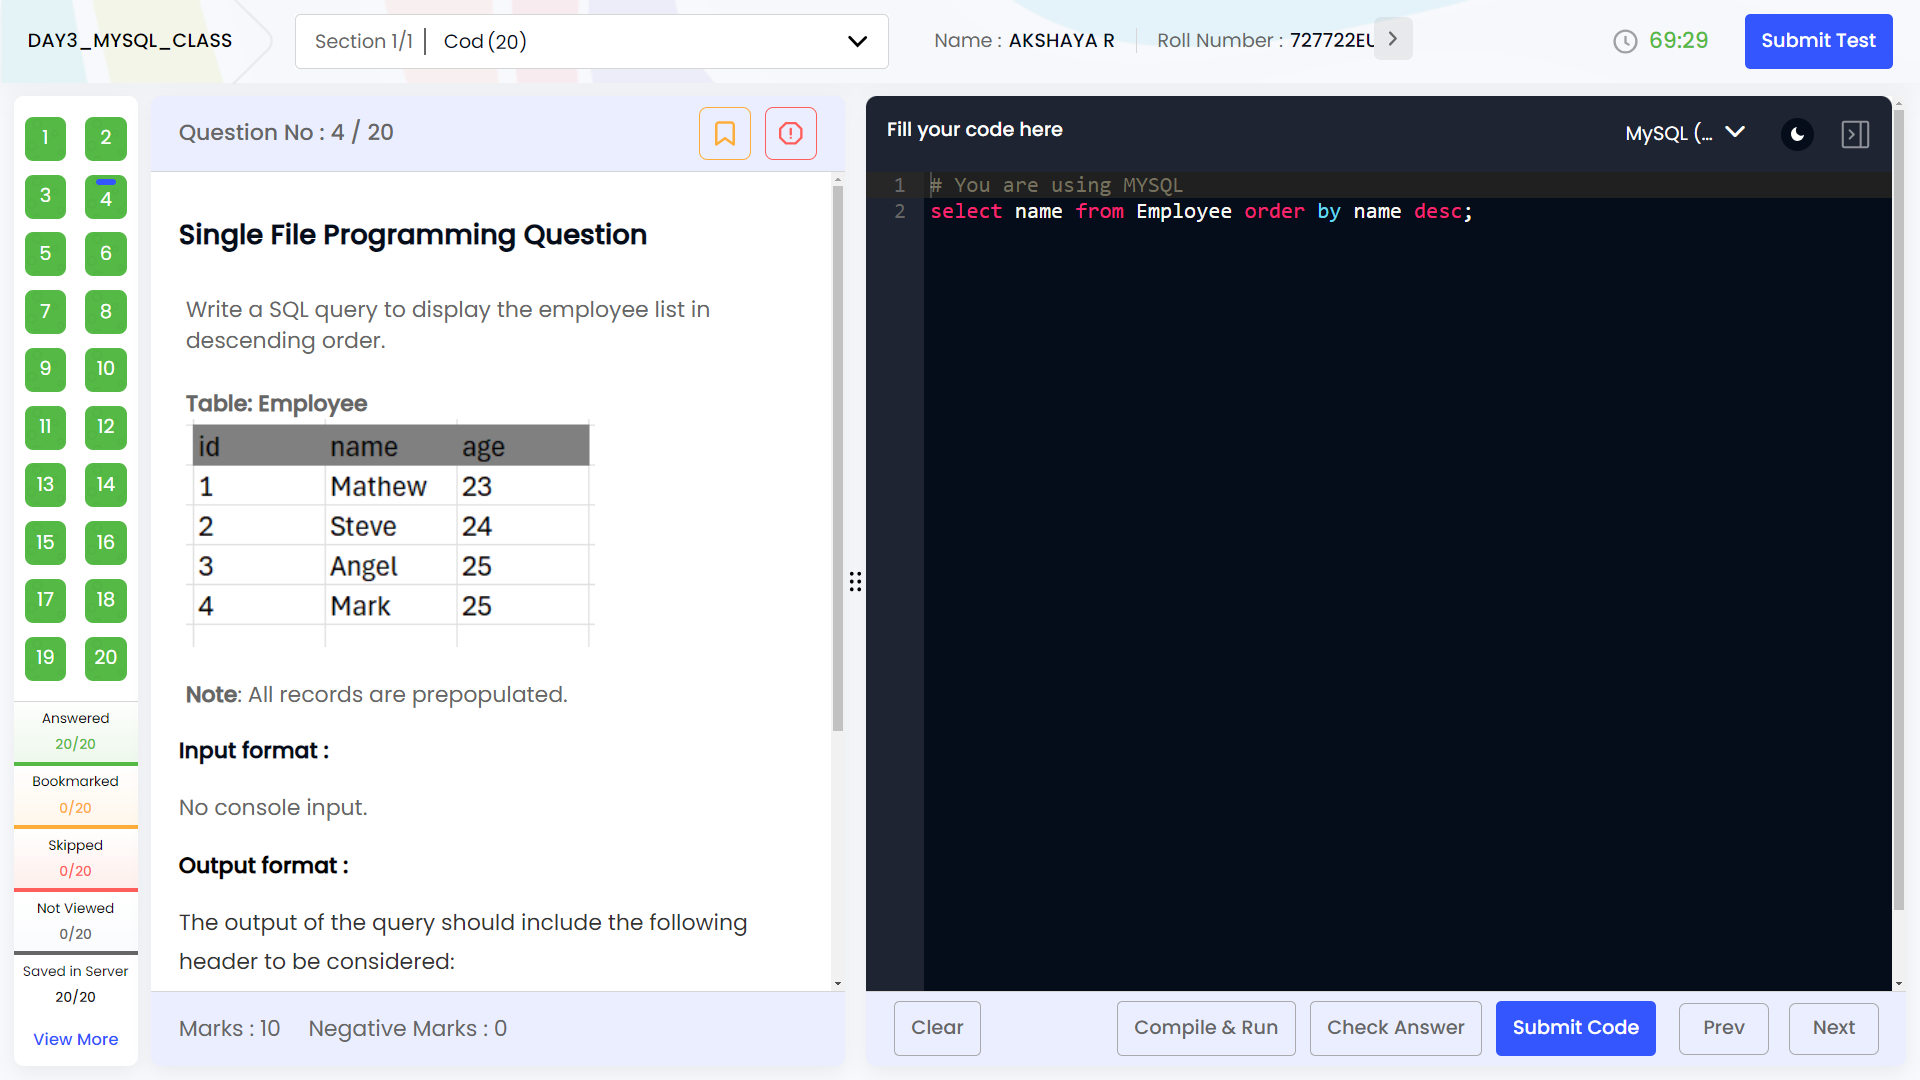 DAY3_MYSQL_CLASS
Section 1/1 | Cod (20)
Name : AKSHAYA R
Roll Number : 727722EU
69:29
Submit Test
1 2
3 4
5 6
7 8
9 10
11 12
13 14
15 16
17 18
19 20
Answered
20/20
Bookmarked
0/20
Skipped
0/20
Not Viewed
0/20
Saved in Server
20/20
View More
Question No : 4 / 20
Single File Programming Question
Write a SQL query to display the employee list in
descending order.
Table: Employee
id name age
1 Mathew 23
2 Steve 24
3 Angel 25
4 Mark 25
Note: All records are prepopulated.
Input format :
No console input.
Output format :
The output of the query should include the following
header to be considered:
Marks : 10 Negative Marks : 0
Fill your code here
MySQL (...
1 # You are using MYSQL
2 select name from Employee order by name desc;
Clear
Compile & Run
Check Answer
Submit Code
Prev
Next